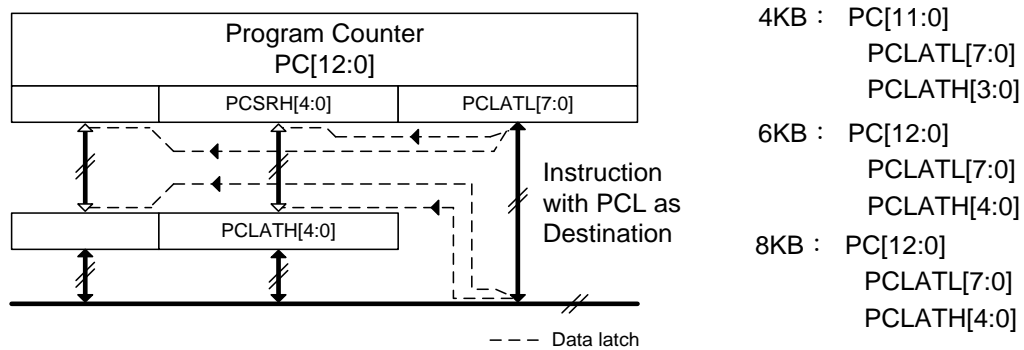 Program Counter
PC[12:0]
PCSRH[4:0]
PCLATL[7:0]
Instruction
with PCL as
Destination
PCLATH[4:0]
Data latch
4KB： PC[11:0]
PCLATL[7:0]
PCLATH[3:0]
6KB： PC[12:0]
PCLATL[7:0]
PCLATH[4:0]
8KB： PC[12:0]
PCLATL[7:0]
PCLATH[4:0]